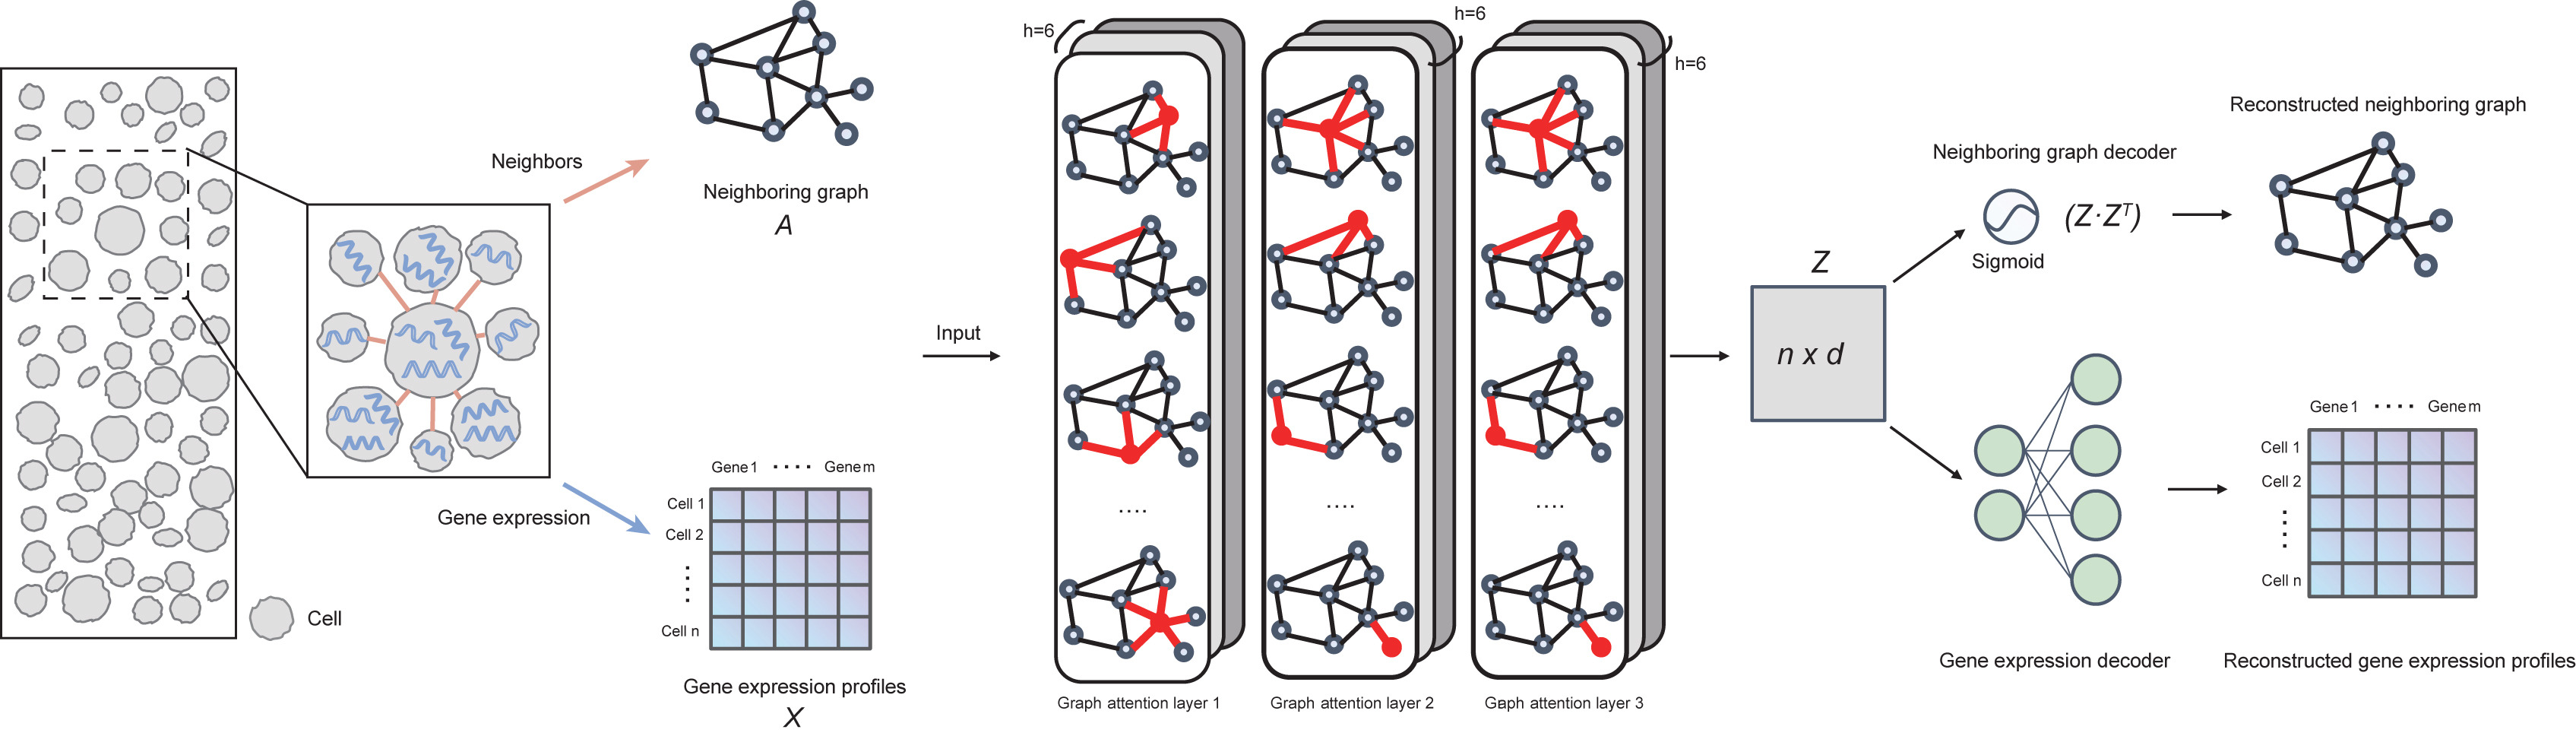 Cell
Neighbors
Gene expression
Neighboring graph
A
Gene 1 .... Gene m
Cell 1
Cell 2
Cell n
Gene expression profiles
X
Input
h=6
h=6
h=6
....
....
....
Graph attention layer 1
Graph attention layer 2
Gaph attention layer 3
Z
n x d
Neighboring graph decoder
Sigmoid
(Z·Zᵀ)
Reconstructed neighboring graph
Gene expression decoder
Gene 1 .... Gene m
Cell 1
Cell 2
Cell n
Reconstructed gene expression profiles